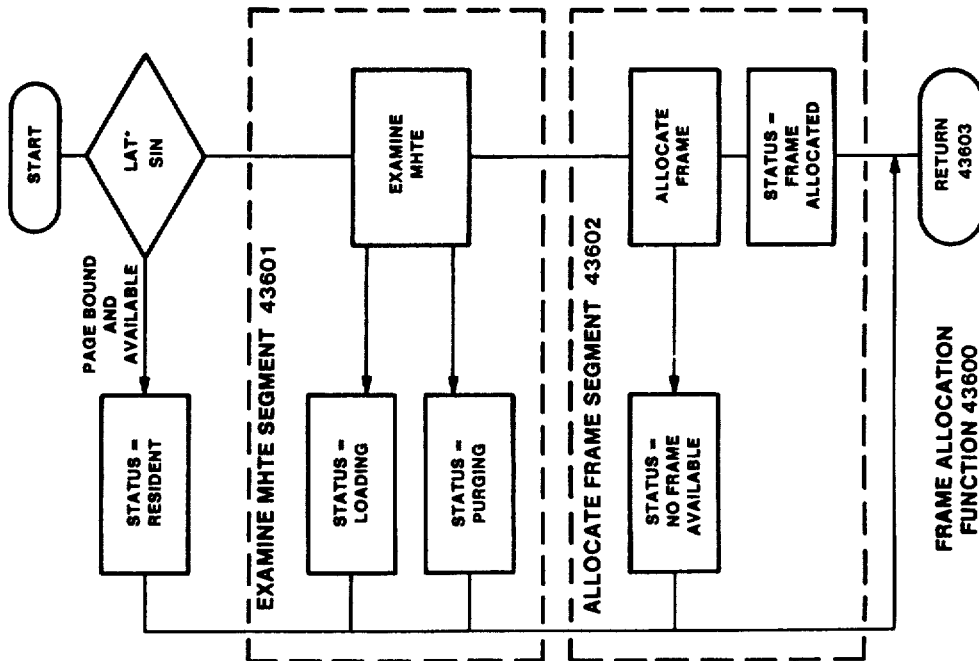 START
LAT*
SIN
PAGE BOUND
AND
AVAILABLE
STATUS =
RESIDENT
EXAMINE MHTE SEGMENT 43601
EXAMINE
MHTE
STATUS =
LOADING
STATUS =
PURGING
ALLOCATE FRAME SEGMENT 43602
ALLOCATE
FRAME
STATUS =
NO FRAME
AVAILABLE
STATUS =
FRAME
ALLOCATED
RETURN
43603
FRAME ALLOCATION
FUNCTION 43600